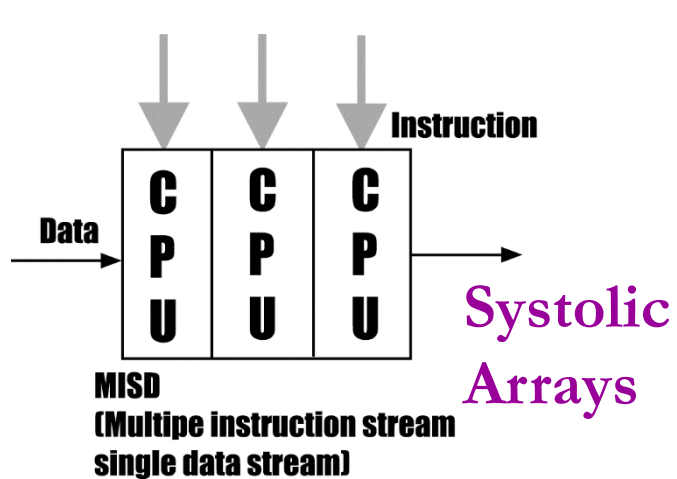 Instruction
C C C
P P P
U U U
Data
Systolic
Arrays
MISD
(Multipe instruction stream
single data stream)